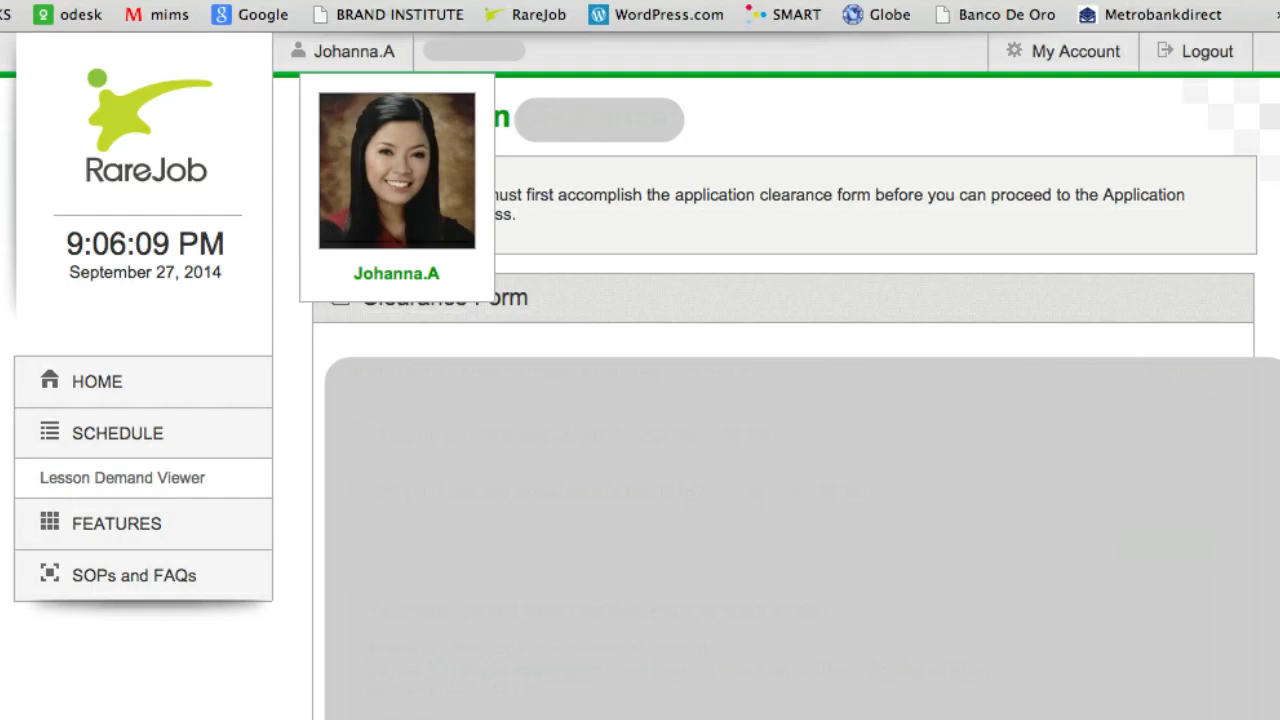 KS odesk mims Google BRAND INSTITUTE RareJob WordPress.com SMART Globe Banco De Oro Metrobankdirect
Johanna.A My Account Logout
RareJob
n
must first accomplish the application clearance form before you can proceed to the Application
ss.
9:06:09 PM
September 27, 2014
Johanna.A
Clearance Form
HOME
SCHEDULE
Lesson Demand Viewer
FEATURES
SOPs and FAQs